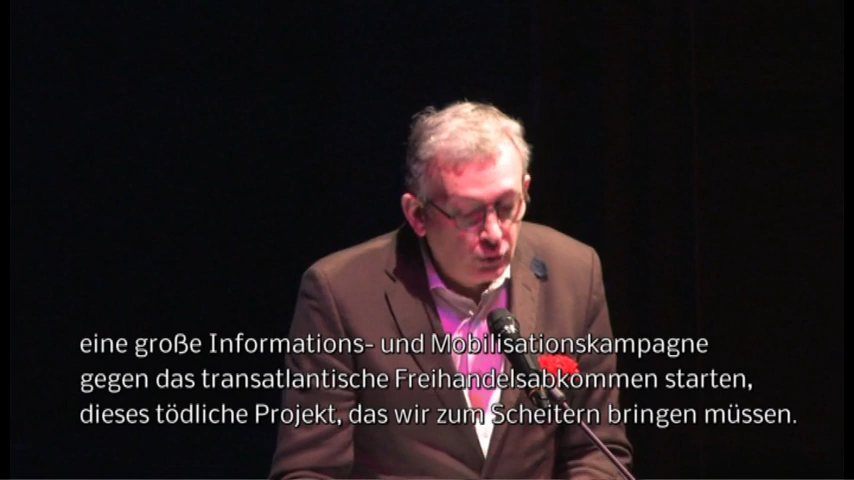 eine große Informations- und Mobilisationskampagne
gegen das transatlantische Freihandelsabkommen starten,
dieses tödliche Projekt, das wir zum Scheitern bringen müssen.